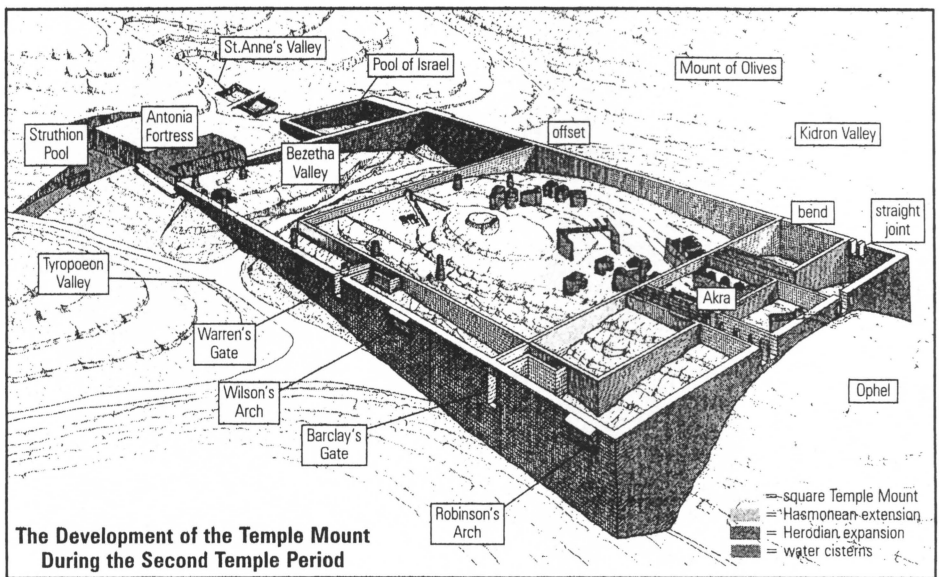 St.Anne's Valley
Pool of Israel
Mount of Olives
Struthion
Pool
Antonia
Fortress
Bezetha
Valley
offset
Kidron Valley
bend
straight
joint
Tyropoeon
Valley
Akra
Warren's
Gate
Wilson's
Arch
Ophel
Barclay's
Gate
Robinson's
Arch
= square Temple Mount
= Hasmonean extension
= Herodian expansion
= water cisterns
The Development of the Temple Mount
During the Second Temple Period